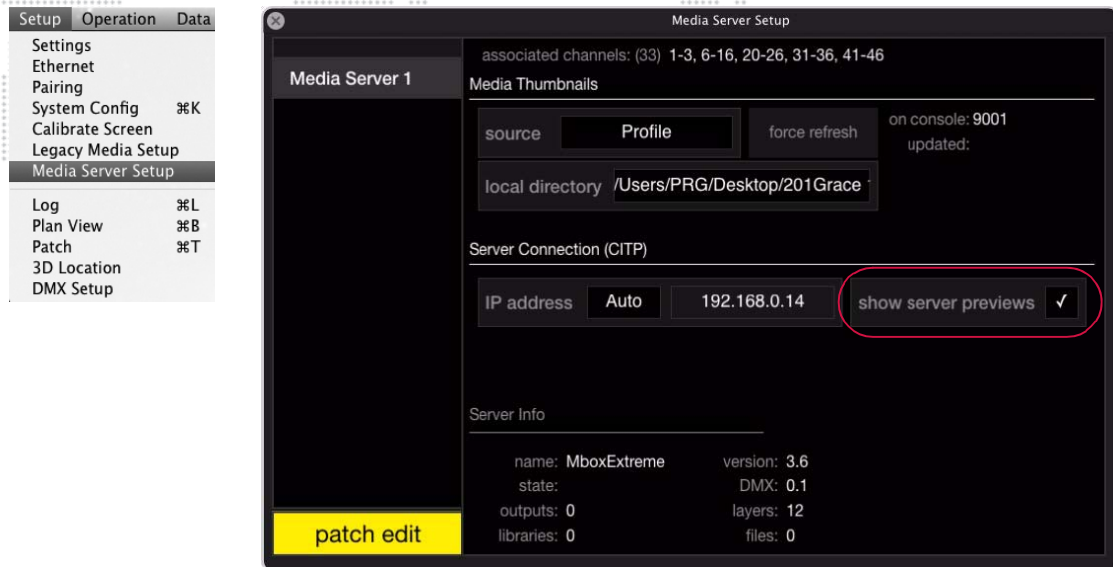 Setup Operation Data
Settings
Ethernet
Pairing
System Config ⌘K
Calibrate Screen
Legacy Media Setup
Media Server Setup
Log ⌘L
Plan View ⌘B
Patch ⌘T
3D Location
DMX Setup
Media Server Setup
Media Server 1
patch edit
associated channels: (33) 1-3, 6-16, 20-26, 31-36, 41-46
Media Thumbnails
source Profile force refresh on console: 9001
updated:
local directory /Users/PRG/Desktop/201Grace
Server Connection (CITP)
IP address Auto 192.168.0.14 show server previews ✓
Server Info
name: MboxExtreme version: 3.6
state: DMX: 0.1
outputs: 0 layers: 12
libraries: 0 files: 0